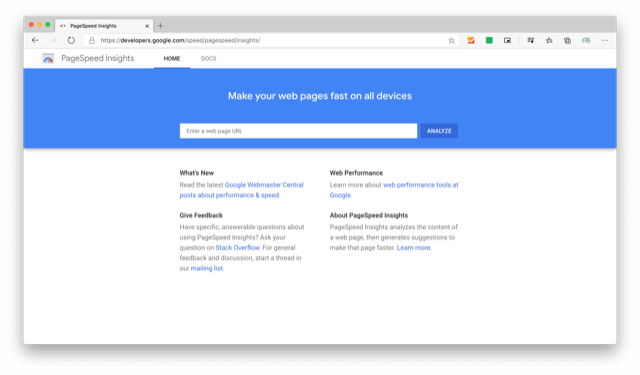 PageSpeed Insights
https://developers.google.com/speed/pagespeed/insights/
PageSpeed Insights
HOME
DOCS
Make your web pages fast on all devices
Enter a web page URL
ANALYZE
What's New
Read the latest Google Webmaster Central
posts about performance & speed.
Give Feedback
Have specific, answerable questions about
using PageSpeed Insights? Ask your
question on Stack Overflow. For general
feedback and discussion, start a thread in
our mailing list.
Web Performance
Learn more about web performance tools at
Google.
About PageSpeed Insights
PageSpeed Insights analyzes the content of
a web page, then generates suggestions to
make that page faster. Learn more.